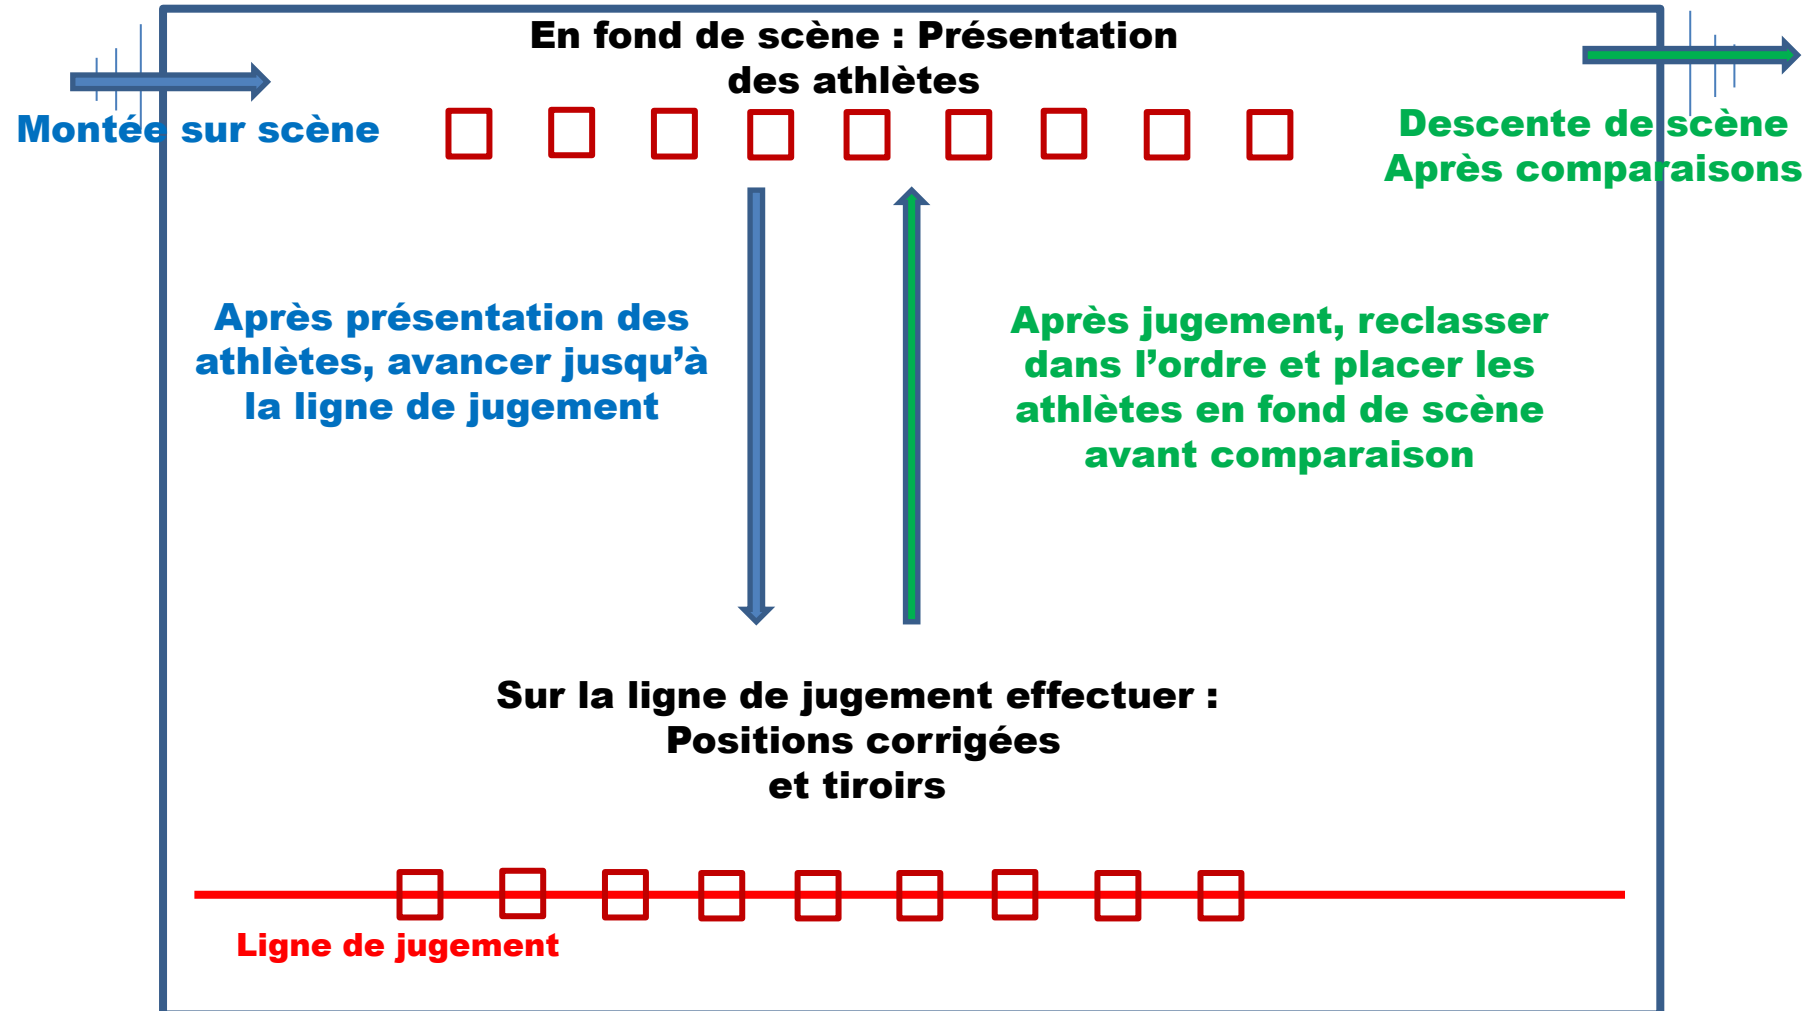 En fond de scène : Présentation
des athlètes
Montée sur scène
Descente de scène
Après comparaisons
Après présentation des
athlètes, avancer jusqu’à
la ligne de jugement
Après jugement, reclasser
dans l’ordre et placer les
athlètes en fond de scène
avant comparaison
Sur la ligne de jugement effectuer :
Positions corrigées
et tiroirs
Ligne de jugement